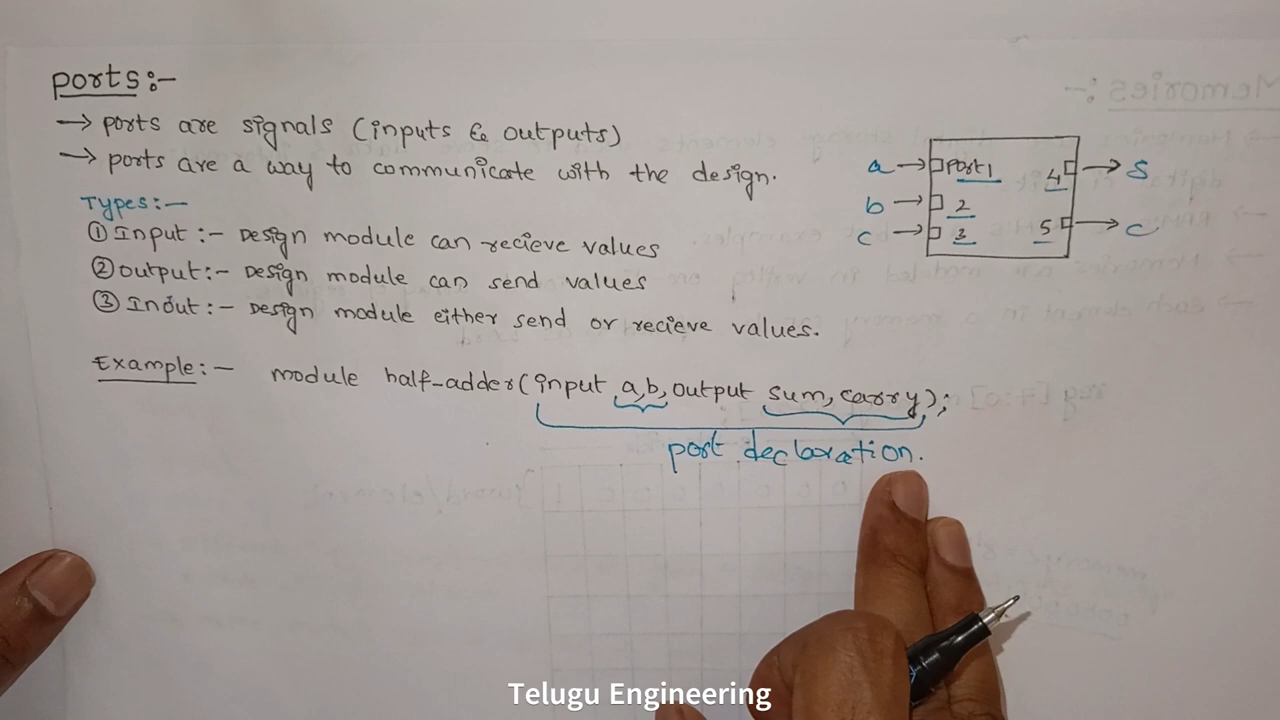 ports:-
→ ports are signals (inputs & outputs)
→ ports are a way to communicate with the design.
Types:-
① Input :- Design module can recieve values
② output:- Design module can send values
③ Inout :- Design module either send or recieve values.
a → port1
b → 2
c → 3
4 → S
5 → C
Example:- module half-adder(input a,b,output sum,carry);
port declaration.
Memories :-
Telugu Engineering